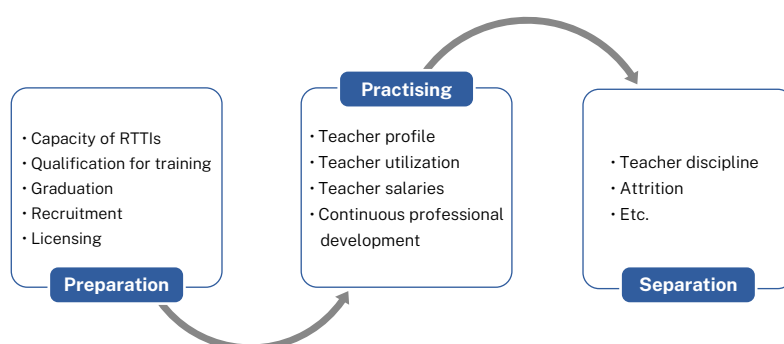 · Capacity of RTTIs
· Qualification for training
· Graduation
· Recruitment
· Licensing
Preparation
Practising
· Teacher profile
· Teacher utilization
· Teacher salaries
· Continuous professional
development
· Teacher discipline
· Attrition
· Etc.
Separation